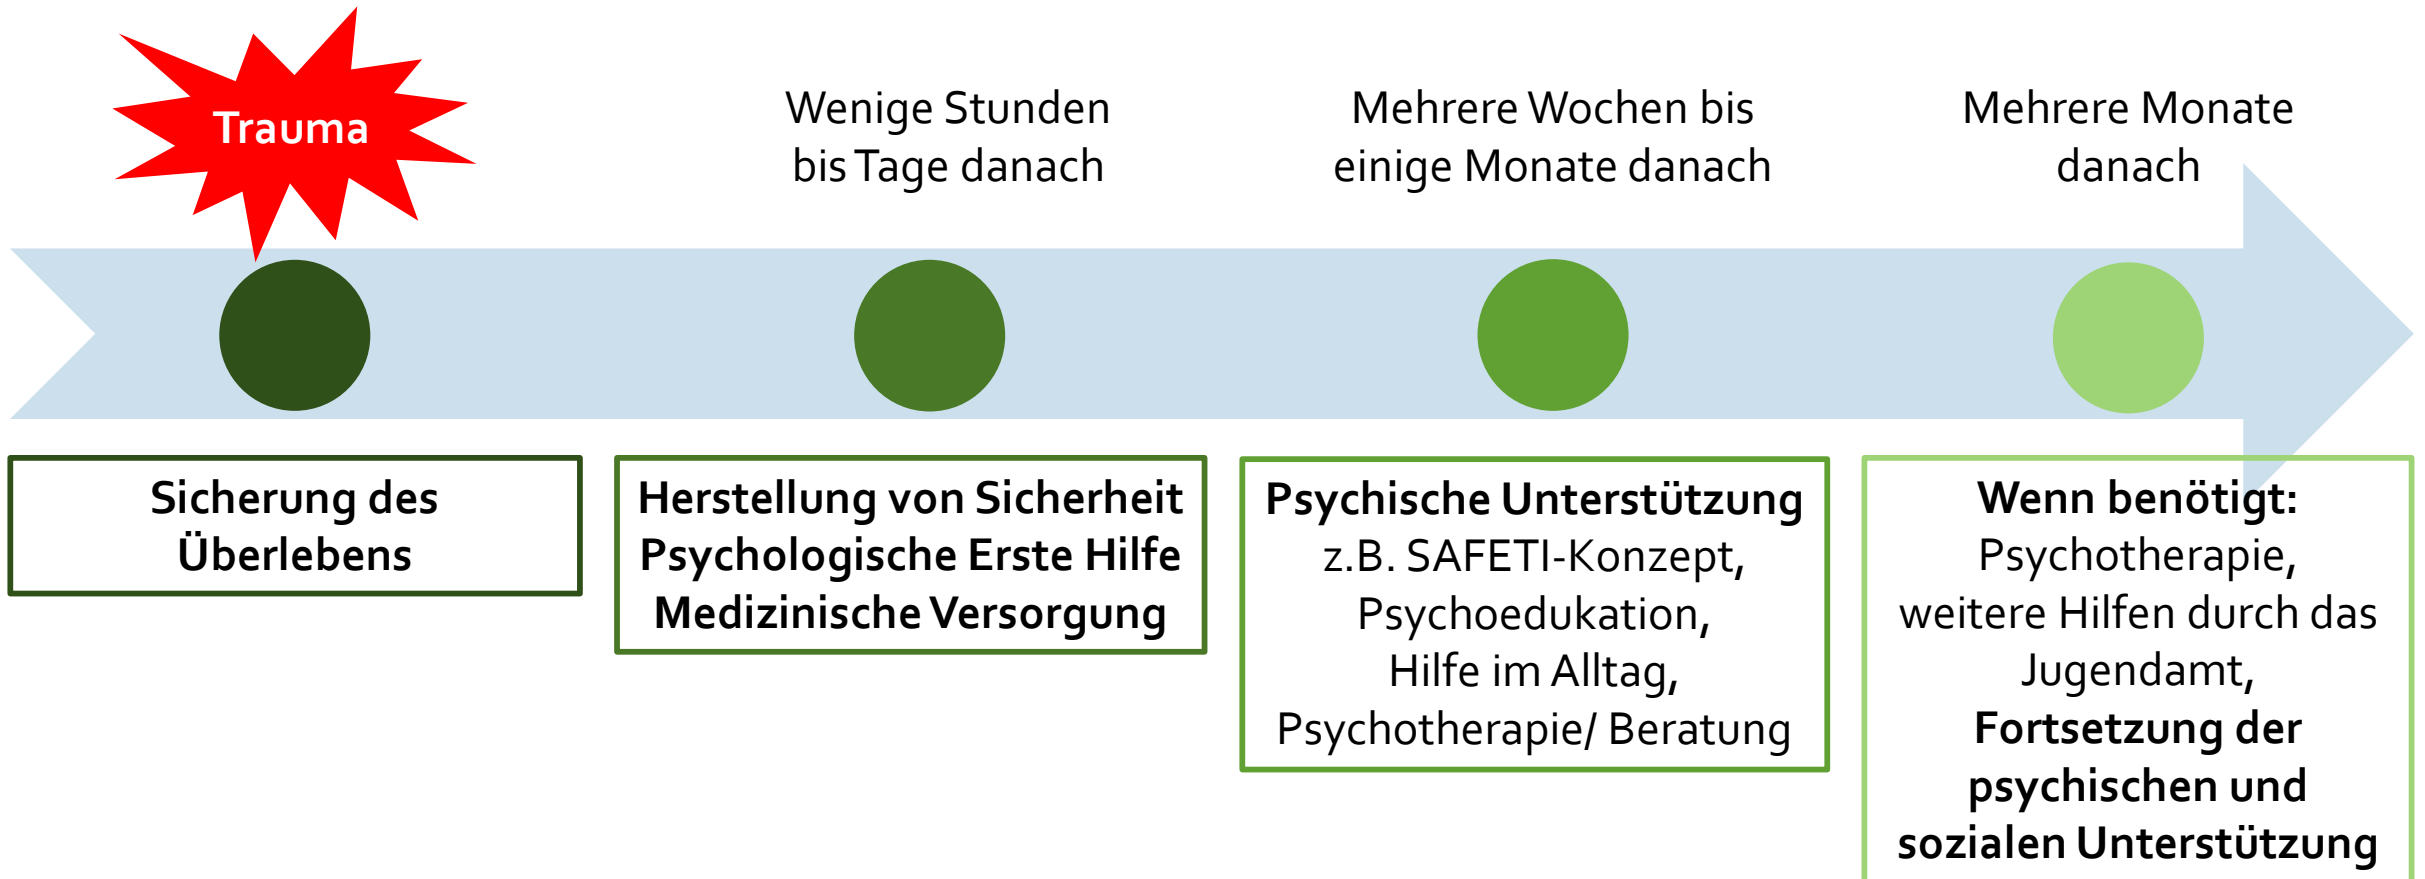 Trauma
Wenige Stunden
bis Tage danach
Mehrere Wochen bis
einige Monate danach
Mehrere Monate
danach
Sicherung des
Überlebens
Herstellung von Sicherheit
Psychologische Erste Hilfe
Medizinische Versorgung
Psychische Unterstützung
z.B. SAFETI-Konzept,
Psychoedukation,
Hilfe im Alltag,
Psychotherapie/ Beratung
Wenn benötigt:
Psychotherapie,
weitere Hilfen durch das
Jugendamt,
Fortsetzung der
psychischen und
sozialen Unterstützung